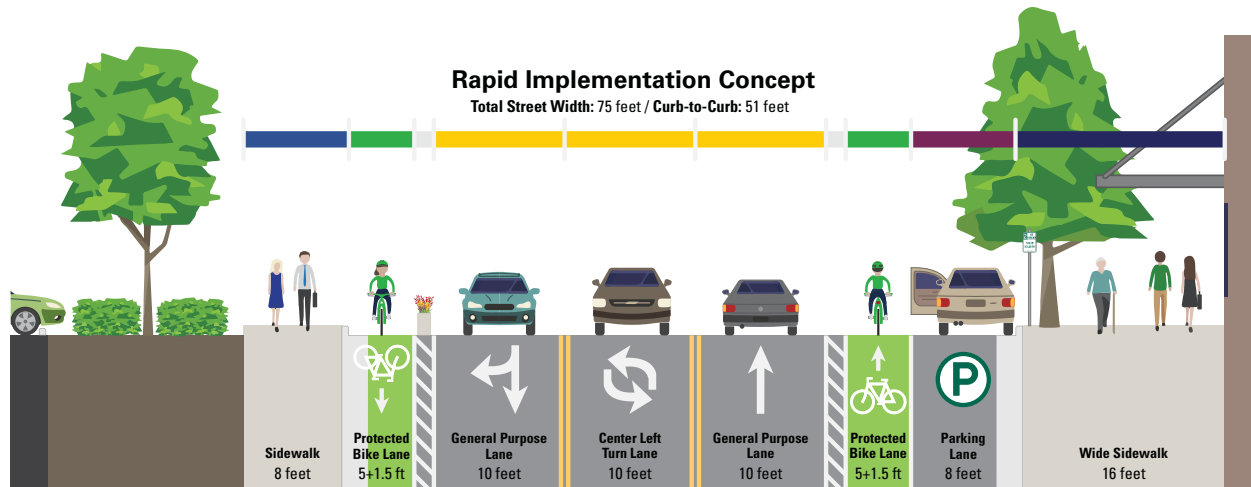 Rapid Implementation Concept
Total Street Width: 75 feet / Curb-to-Curb: 51 feet
Sidewalk
8 feet
Protected
Bike Lane
5+1.5 ft
General Purpose
Lane
10 feet
Center Left
Turn Lane
10 feet
General Purpose
Lane
10 feet
Protected
Bike Lane
5+1.5 ft
P
Parking
Lane
8 feet
Wide Sidewalk
16 feet